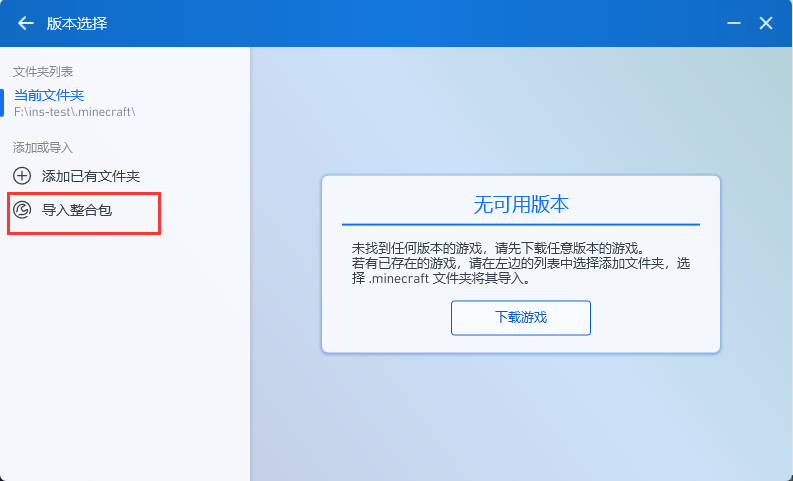 版本选择
文件夹列表
当前文件夹
F:\ins-test\.minecraft\
添加或导入
添加已有文件夹
导入整合包
无可用版本
未找到任何版本的游戏，请先下载任意版本的游戏。
若有已存在的游戏，请在左边的列表中选择添加文件夹，选
择 .minecraft 文件夹将其导入。
下载游戏